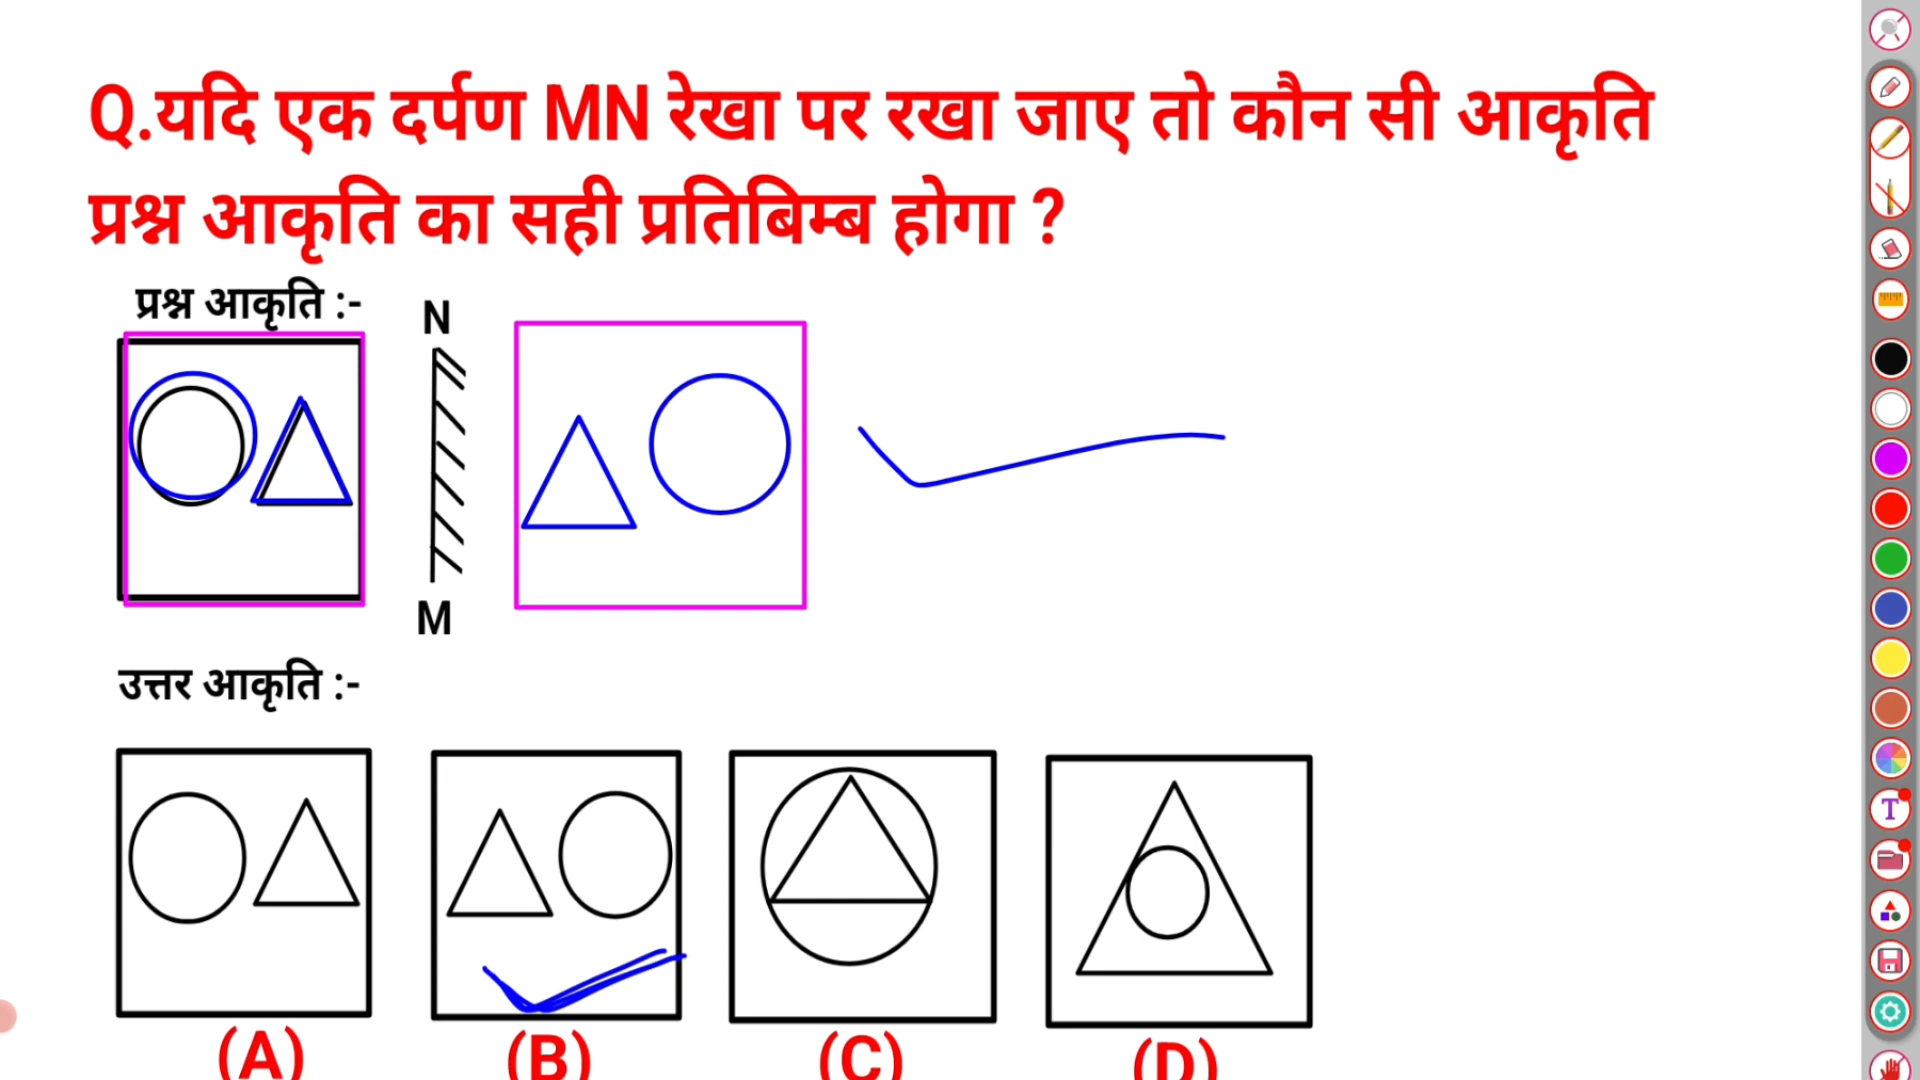 Q.यदि एक दर्पण MN रेखा पर रखा जाए तो कौन सी आकृति
प्रश्न आकृति का सही प्रतिबिम्ब होगा ?
प्रश्न आकृति :-
N
M
उत्तर आकृति :-
(A) (B) (C) (D)
T